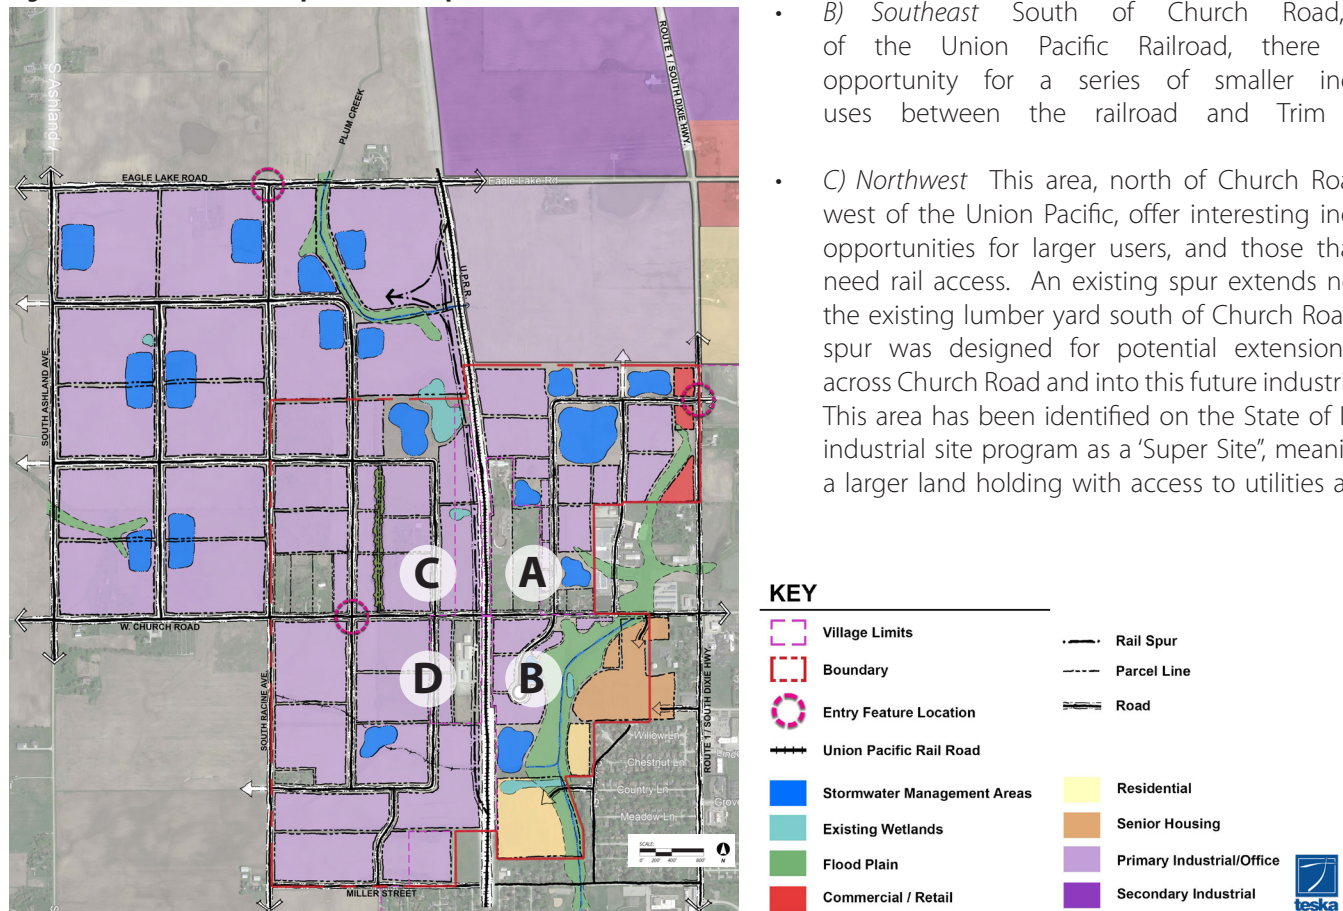 S Ashland
PLUM CREEK
ROUTE 1 / SOUTH DIXIE HWY.
EAGLE LAKE ROAD
Eagle Lake Rd
U.P.R.R.
SOUTH ASHLAND AVE.
C
A
W. CHURCH ROAD
D
B
SOUTH RACINE AVE.
ROUTE 1 / SOUTH DIXIE HWY.
Willow Ln
Chestnut Ln
Country Ln
Meadow Ln
SCALE:
0' 200' 400' 800'
N
MILLER STREET
• B) Southeast South of Church Road,
of the Union Pacific Railroad, there
opportunity for a series of smaller
uses between the railroad and Trim
• C) Northwest This area, north of Church
west of the Union Pacific, offer interesting
opportunities for larger users, and those
need rail access. An existing spur extends
the existing lumber yard south of Church
spur was designed for potential extension
across Church Road and into this future
This area has been identified on the State of
industrial site program as a ‘Super Site”,
a larger land holding with access to utilities
KEY
Village Limits
Boundary
Entry Feature Location
Union Pacific Rail Road
Rail Spur
Parcel Line
Road
Stormwater Management Areas
Existing Wetlands
Flood Plain
Commercial / Retail
Residential
Senior Housing
Primary Industrial/Office
Secondary Industrial
teska